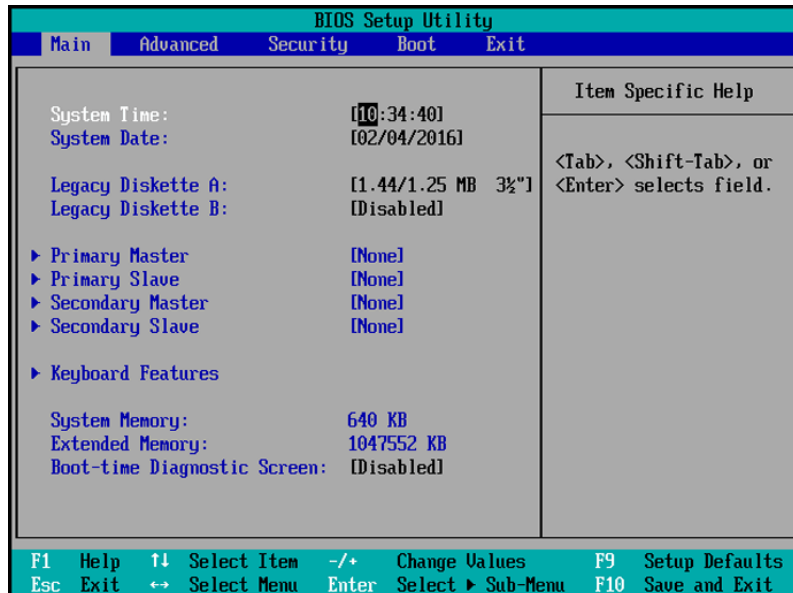 BIOS Setup Utility
Main Advanced Security Boot Exit
Item Specific Help
System Time: [10:34:40]
System Date: [02/04/2016]
<Tab>, <Shift-Tab>, or
<Enter> selects field.
Legacy Diskette A: [1.44/1.25 MB 3½"]
Legacy Diskette B: [Disabled]
▶ Primary Master [None]
▶ Primary Slave [None]
▶ Secondary Master [None]
▶ Secondary Slave [None]
▶ Keyboard Features
System Memory: 640 KB
Extended Memory: 1047552 KB
Boot-time Diagnostic Screen: [Disabled]
F1 Help ↑↓ Select Item -/+ Change Values F9 Setup Defaults
Esc Exit ↔ Select Menu Enter Select ▶ Sub-Menu F10 Save and Exit